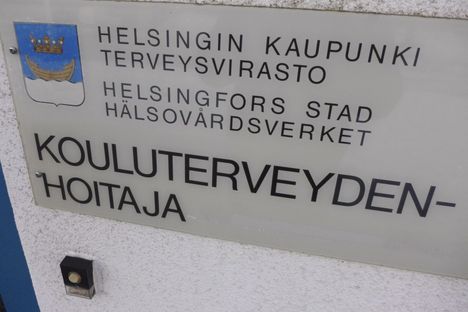 HELSINGIN KAUPUNKI
TERVEYSVIRASTO
HELSINGFORS STAD
HÄLSOVÅRDSVERKET
KOULUTERVEYDEN-
HOITAJA